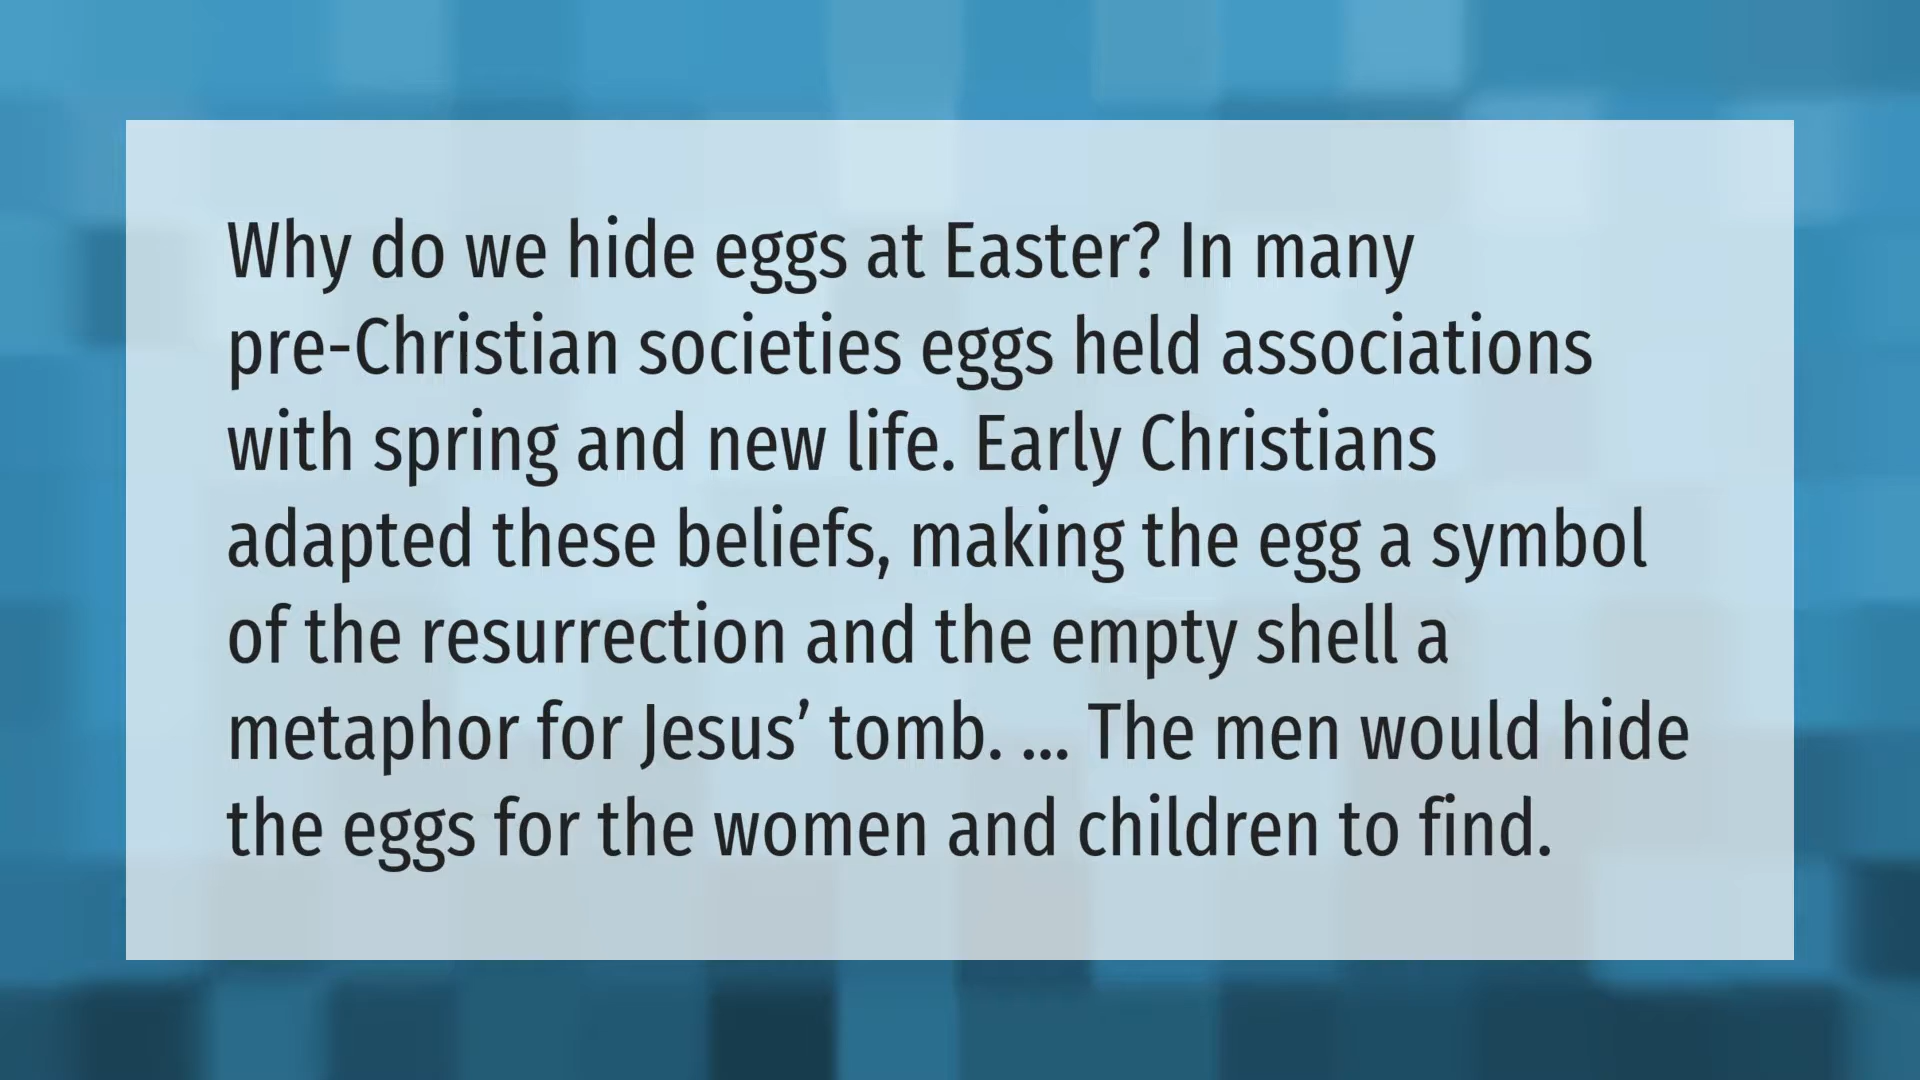 Why do we hide eggs at Easter? In many
pre-Christian societies eggs held associations
with spring and new life. Early Christians
adapted these beliefs, making the egg a symbol
of the resurrection and the empty shell a
metaphor for Jesus’ tomb. ... The men would hide
the eggs for the women and children to find.